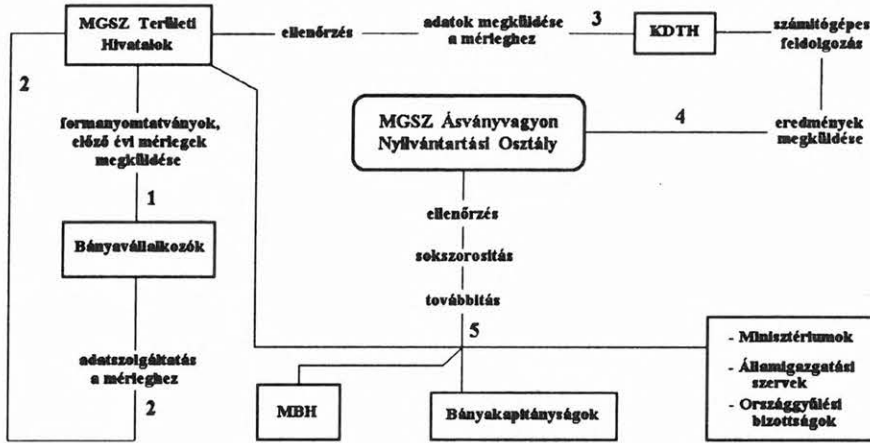 MGSZ Területi
Hivatalok
ellenőrzés
adatok megküldése
a mérleghez
3
KDTH
számítógépes
feldolgozás
2
formanyomtatványok,
előző évi mérlegek
megküldése
1
MGSZ Ásványvagyon
Nyilvántartási Osztály
4
eredmények
megküldése
Bányavállalkozók
ellenőrzés
sokszorosítás
továbbítás
5
adatszolgáltatás
a mérleghez
2
MBH
Bányakapitányságok
- Minisztériumok
- Államigazgatási
szervek
- Országgyűlési
bizottságok